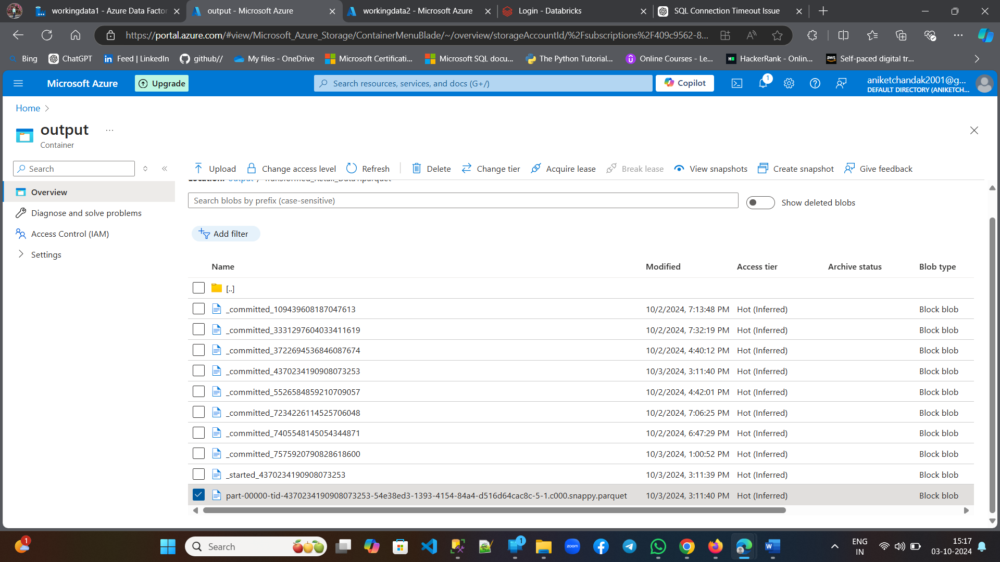 workingdata1 - Azure Data Factor
output - Microsoft Azure
workingdata2 - Microsoft Azure
Login - Databricks
SQL Connection Timeout Issue
https://portal.azure.com/#view/Microsoft_Azure_Storage/ContainerMenuBlade/~/overview/storageAccountId/%2Fsubscriptions%2F409c9562-8...
Bing
ChatGPT
Feed | LinkedIn
github//
My files - OneDrive
Microsoft Certificati...
Microsoft SQL docu...
The Python Tutorial...
Online Courses - Le...
HackerRank - Onlin...
Self-paced digital tr...
Microsoft Azure
Upgrade
Search resources, services, and docs (G+/)
Copilot
1
aniketchandak2001@g...
DEFAULT DIRECTORY (ANIKETCH...
Home
output
...
Container
Search
Upload
Change access level
Refresh
Delete
Change tier
Acquire lease
Break lease
View snapshots
Create snapshot
Give feedback
Location: output / Transformed_Retail_Data1.parquet
Overview
Diagnose and solve problems
Access Control (IAM)
Settings
Search blobs by prefix (case-sensitive)
Show deleted blobs
Add filter
Name Modified Access tier Archive status Blob type
[..]
_committed_109439608187047613 10/2/2024, 7:13:48 PM Hot (Inferred) Block blob
_committed_3331297604033411619 10/2/2024, 7:32:19 PM Hot (Inferred) Block blob
_committed_3722694536846087674 10/2/2024, 4:40:12 PM Hot (Inferred) Block blob
_committed_4370234190908073253 10/3/2024, 3:11:40 PM Hot (Inferred) Block blob
_committed_5526584859210709057 10/2/2024, 4:42:01 PM Hot (Inferred) Block blob
_committed_7234226114525706048 10/2/2024, 7:06:25 PM Hot (Inferred) Block blob
_committed_7405548145054344871 10/2/2024, 6:47:29 PM Hot (Inferred) Block blob
_committed_7575920790828618600 10/3/2024, 1:00:52 PM Hot (Inferred) Block blob
_started_4370234190908073253 10/3/2024, 3:11:39 PM Hot (Inferred) Block blob
part-00000-tid-4370234190908073253-54e38ed3-1393-4154-84a4-d516d64cac8c-5-1.c000.snappy.parquet 10/3/2024, 3:11:40 PM Hot (Inferred) Block blob
1
Search
1
zoom
ENG
IN
15:17
03-10-2024